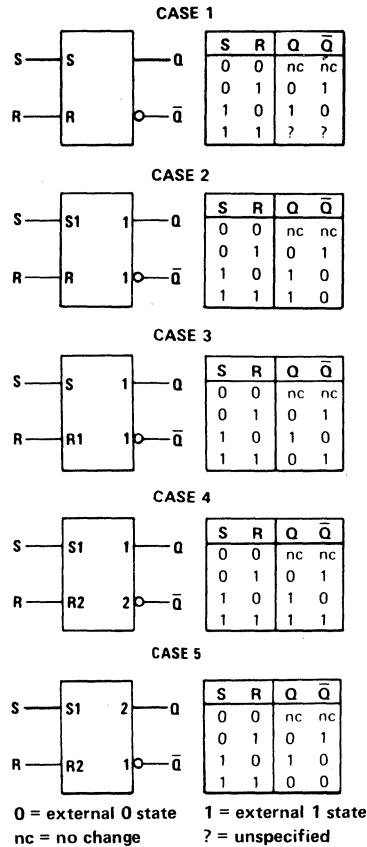 CASE 1
S S Q
R R Q̅
S R Q Q̅
0 0 nc nc
0 1 0 1
1 0 1 0
1 1 ? ?
CASE 2
S S1 1 Q
R R 1 Q̅
S R Q Q̅
0 0 nc nc
0 1 0 1
1 0 1 0
1 1 1 0
CASE 3
S S 1 Q
R R1 1 Q̅
S R Q Q̅
0 0 nc nc
0 1 0 1
1 0 1 0
1 1 0 1
CASE 4
S S1 1 Q
R R2 2 Q̅
S R Q Q̅
0 0 nc nc
0 1 0 1
1 0 1 0
1 1 1 1
CASE 5
S S1 2 Q
R R2 1 Q̅
S R Q Q̅
0 0 nc nc
0 1 0 1
1 0 1 0
1 1 0 0
0 = external 0 state 1 = external 1 state
nc = no change ? = unspecified